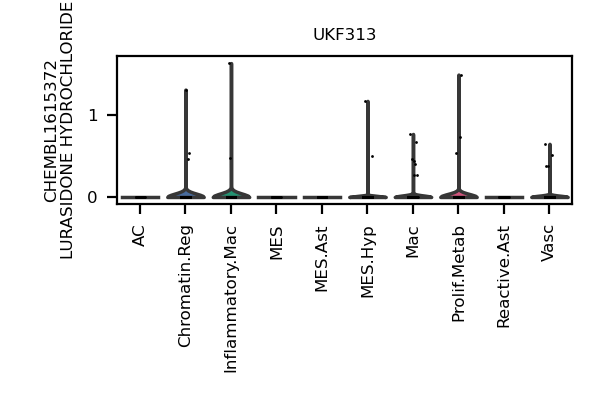 UKF313
CHEMBL1615372
LURASIDONE HYDROCHLORIDE
1
0
AC
Chromatin.Reg
Inflammatory.Mac
MES
MES.Ast
MES.Hyp
Mac
Prolif.Metab
Reactive.Ast
Vasc